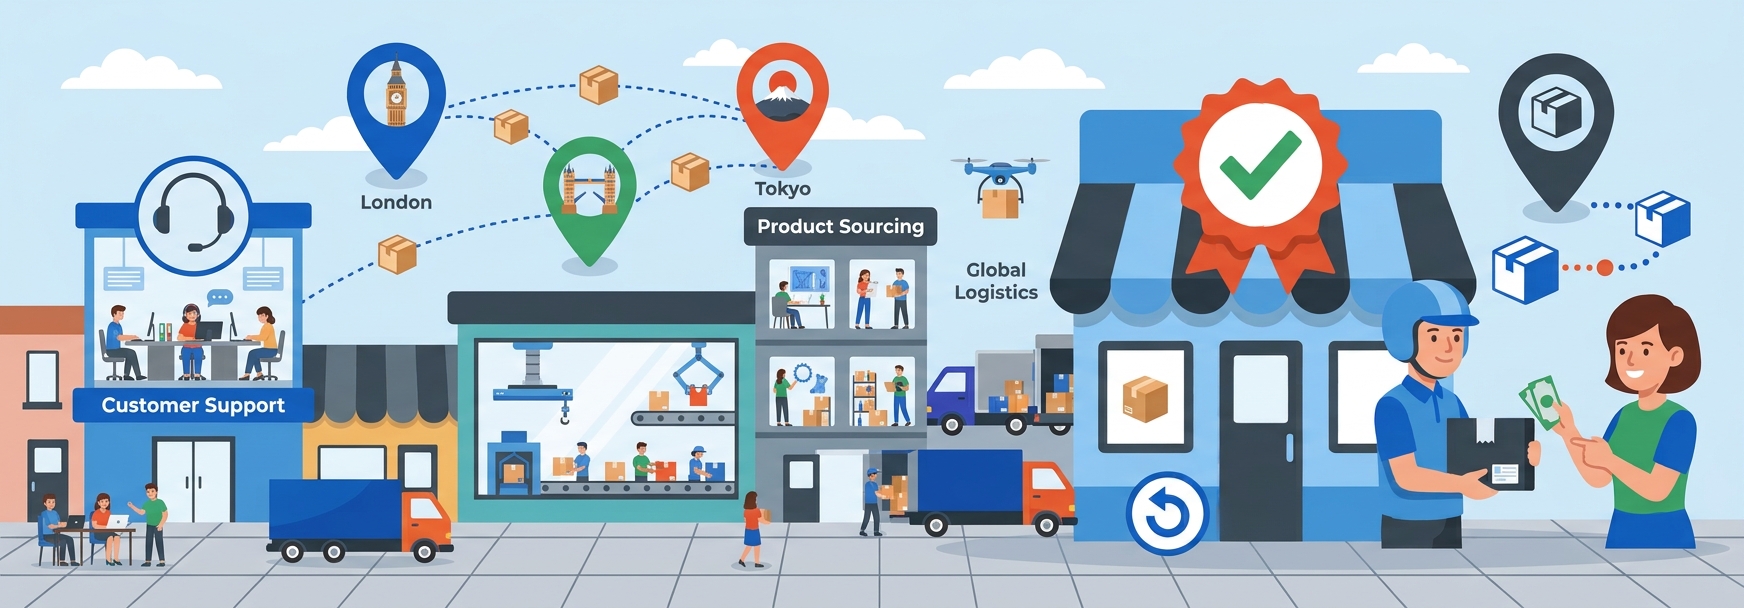 London
Tokyo
Product Sourcing
Global
Logistics
Customer Support